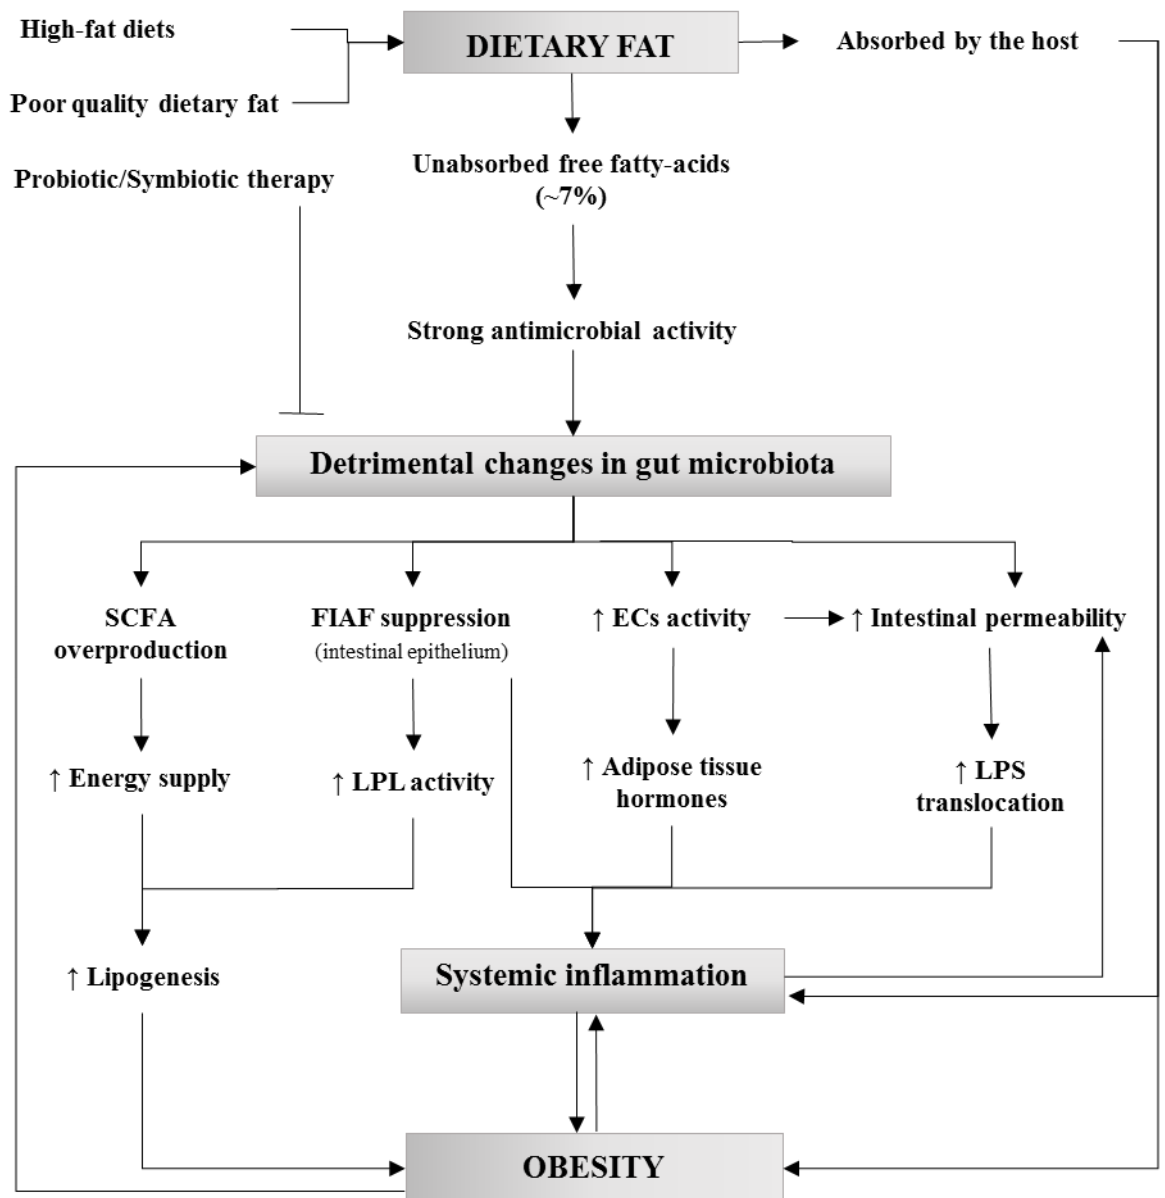 High-fat diets
DIETARY FAT
Absorbed by the host
Poor quality dietary fat
Unabsorbed free fatty-acids
(~7%)
Probiotic/Symbiotic therapy
Strong antimicrobial activity
Detrimental changes in gut microbiota
SCFA
overproduction
FIAF suppression
(intestinal epithelium)
↑ ECs activity
↑ Intestinal permeability
↑ Energy supply
↑ LPL activity
↑ Adipose tissue
hormones
↑ LPS
translocation
↑ Lipogenesis
Systemic inflammation
OBESITY